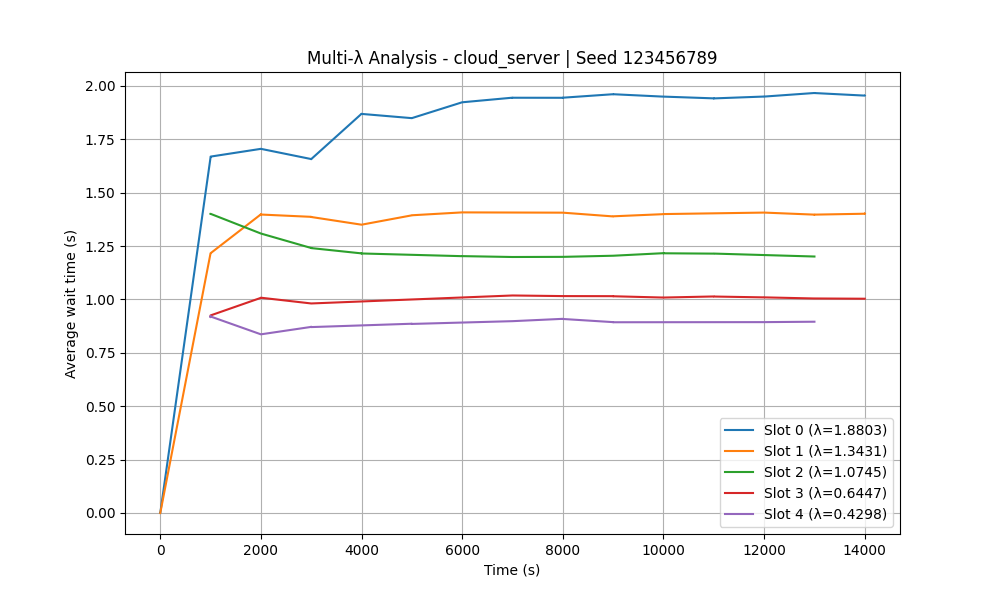 Multi-λ Analysis - cloud_server | Seed 123456789
2.00
1.75
1.50
1.25
1.00
0.75
0.50
0.25
0.00
Average wait time (s)
Slot 0 (λ=1.8803)
Slot 1 (λ=1.3431)
Slot 2 (λ=1.0745)
Slot 3 (λ=0.6447)
Slot 4 (λ=0.4298)
0 2000 4000 6000 8000 10000 12000 14000
Time (s)